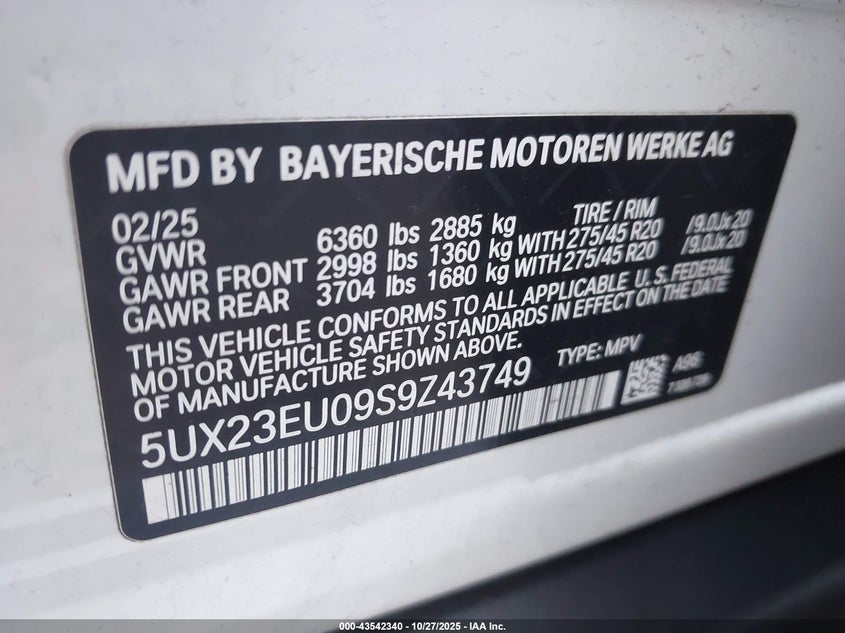 MFD BY BAYERISCHE MOTOREN WERKE AG
02/25 TIRE / RIM
GVWR 6360 lbs 2885 kg
GAWR FRONT 2998 lbs 1360 kg WITH 275/45 R20 /9.0Jx20
GAWR REAR 3704 lbs 1680 kg WITH 275/45 R20 /9.0Jx20
THIS VEHICLE CONFORMS TO ALL APPLICABLE U.S. FEDERAL
MOTOR VEHICLE SAFETY STANDARDS IN EFFECT ON THE DATE
OF MANUFACTURE SHOWN ABOVE.
TYPE: MPV
5UX23EU09S9Z43749
A96
000-43542340 | 10/27/2025 - IAA Inc.